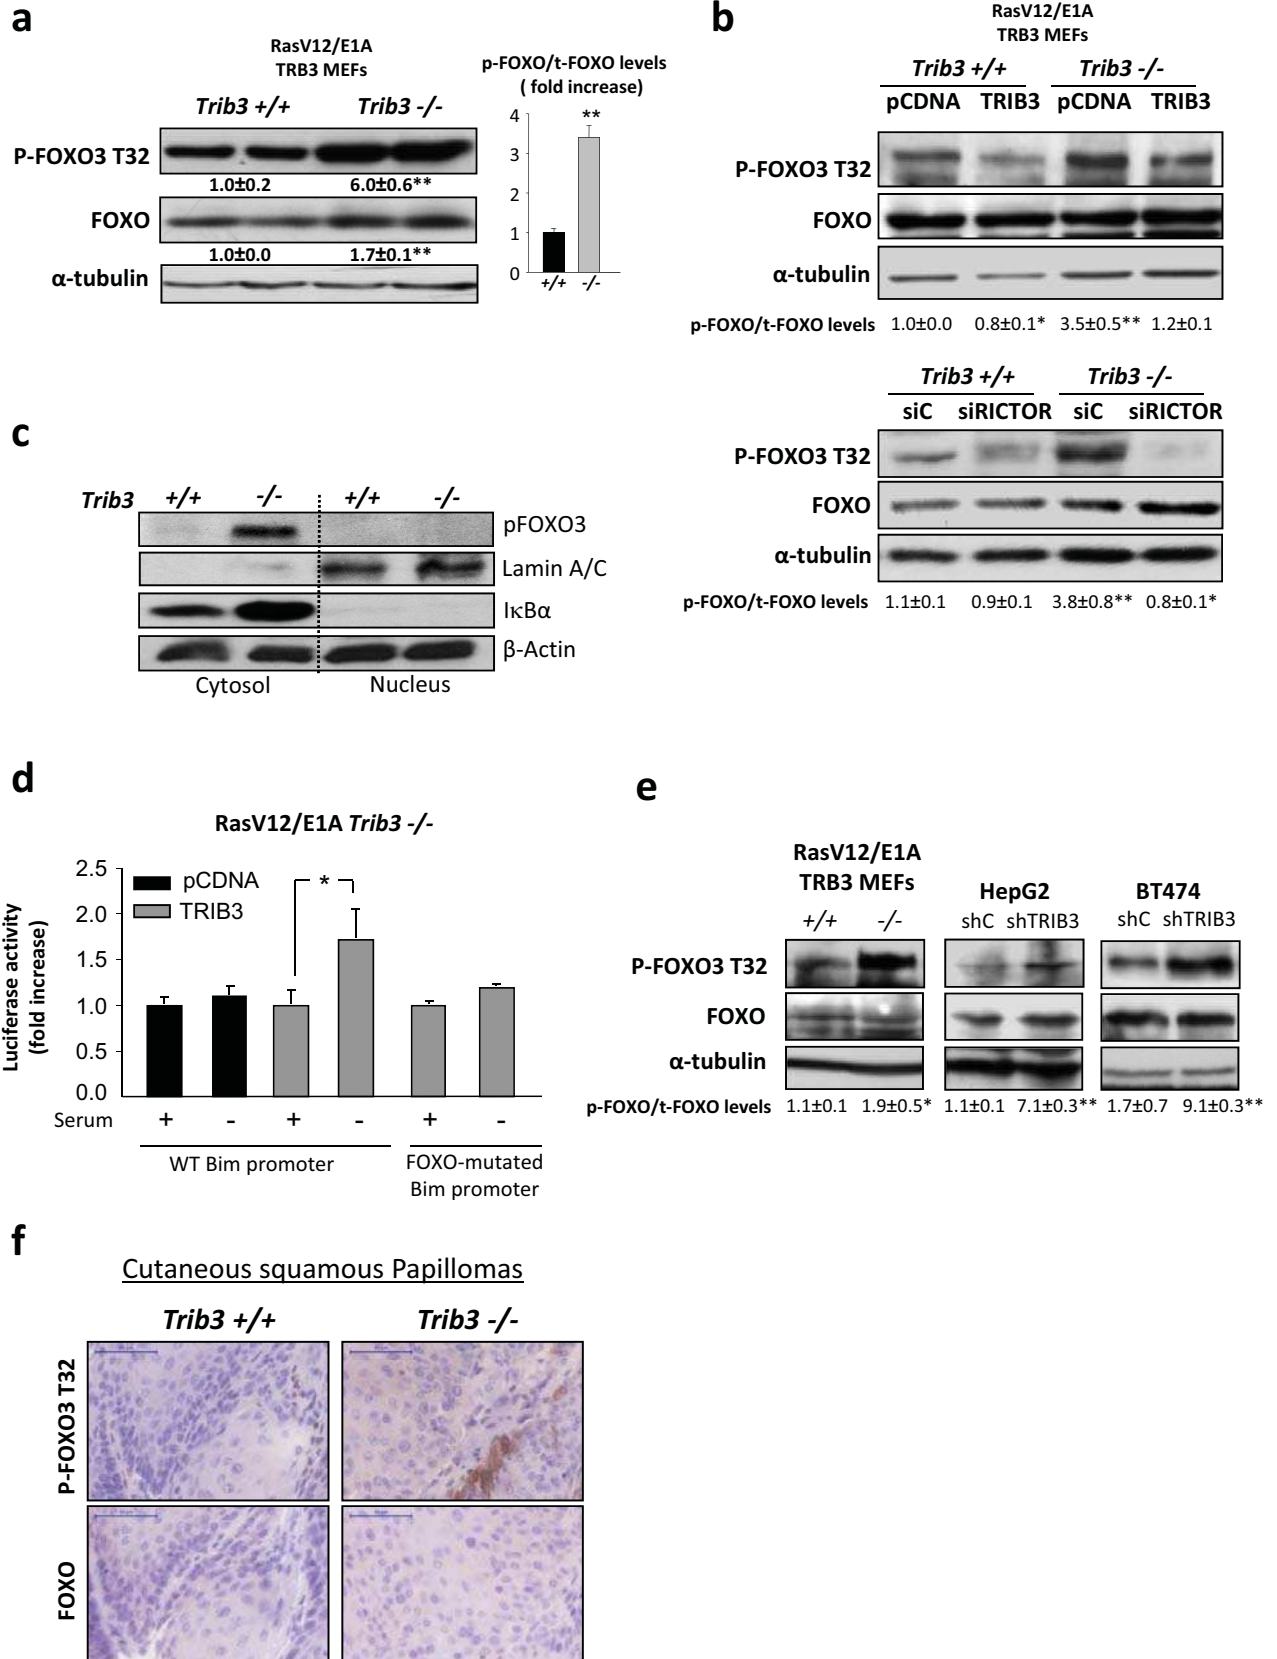 a
RasV12/E1A
TRB3 MEFs
Trib3 +/+ Trib3 -/-
P-FOXO3 T32
1.0±0.2 6.0±0.6**
FOXO
1.0±0.0 1.7±0.1**
α-tubulin
p-FOXO/t-FOXO levels
( fold increase)
4
3
2
1
0
**
+/+ -/-
b
RasV12/E1A
TRB3 MEFs
Trib3 +/+ Trib3 -/-
pCDNA TRIB3 pCDNA TRIB3
P-FOXO3 T32
FOXO
α-tubulin
p-FOXO/t-FOXO levels 1.0±0.0 0.8±0.1* 3.5±0.5** 1.2±0.1
Trib3 +/+ Trib3 -/-
siC siRICTOR siC siRICTOR
P-FOXO3 T32
FOXO
α-tubulin
p-FOXO/t-FOXO levels 1.1±0.1 0.9±0.1 3.8±0.8** 0.8±0.1*
c
Trib3 +/+ -/- +/+ -/-
pFOXO3
Lamin A/C
IκBα
β-Actin
Cytosol Nucleus
d
RasV12/E1A Trib3 -/-
Luciferase activity
(fold increase)
2.5
2.0
1.5
1.0
0.5
0.0
pCDNA
TRIB3
*
Serum + - + - + -
WT Bim promoter
FOXO-mutated
Bim promoter
e
RasV12/E1A
TRB3 MEFs HepG2 BT474
+/+ -/- shC shTRIB3 shC shTRIB3
P-FOXO3 T32
FOXO
α-tubulin
p-FOXO/t-FOXO levels 1.1±0.1 1.9±0.5* 1.1±0.1 7.1±0.3** 1.7±0.7 9.1±0.3**
f
Cutaneous squamous Papillomas
Trib3 +/+ Trib3 -/-
P-FOXO3 T32
FOXO